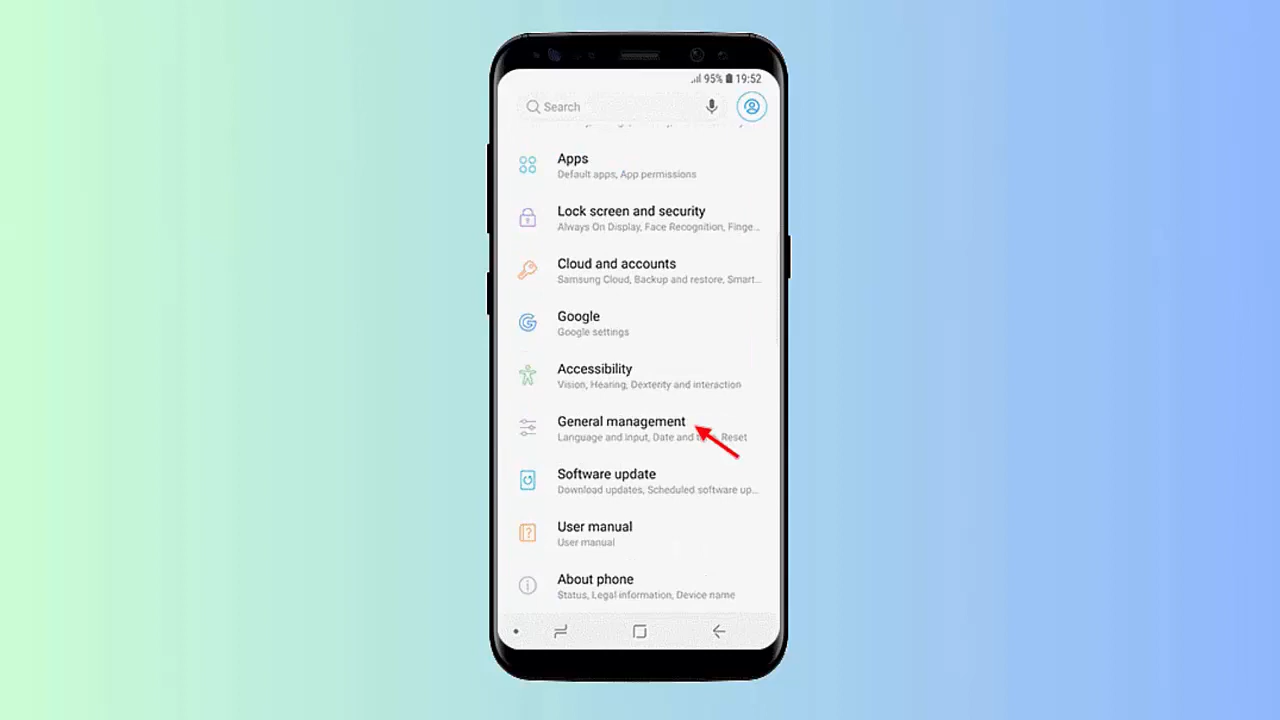 95% 19:52
Search
Apps
Default apps, App permissions
Lock screen and security
Always On Display, Face Recognition, Finge...
Cloud and accounts
Samsung Cloud, Backup and restore, Smart...
Google
Google settings
Accessibility
Vision, Hearing, Dexterity and interaction
General management
Language and input, Date and Reset
Software update
Download updates, Scheduled software up...
User manual
User manual
About phone
Status, Legal information, Device name